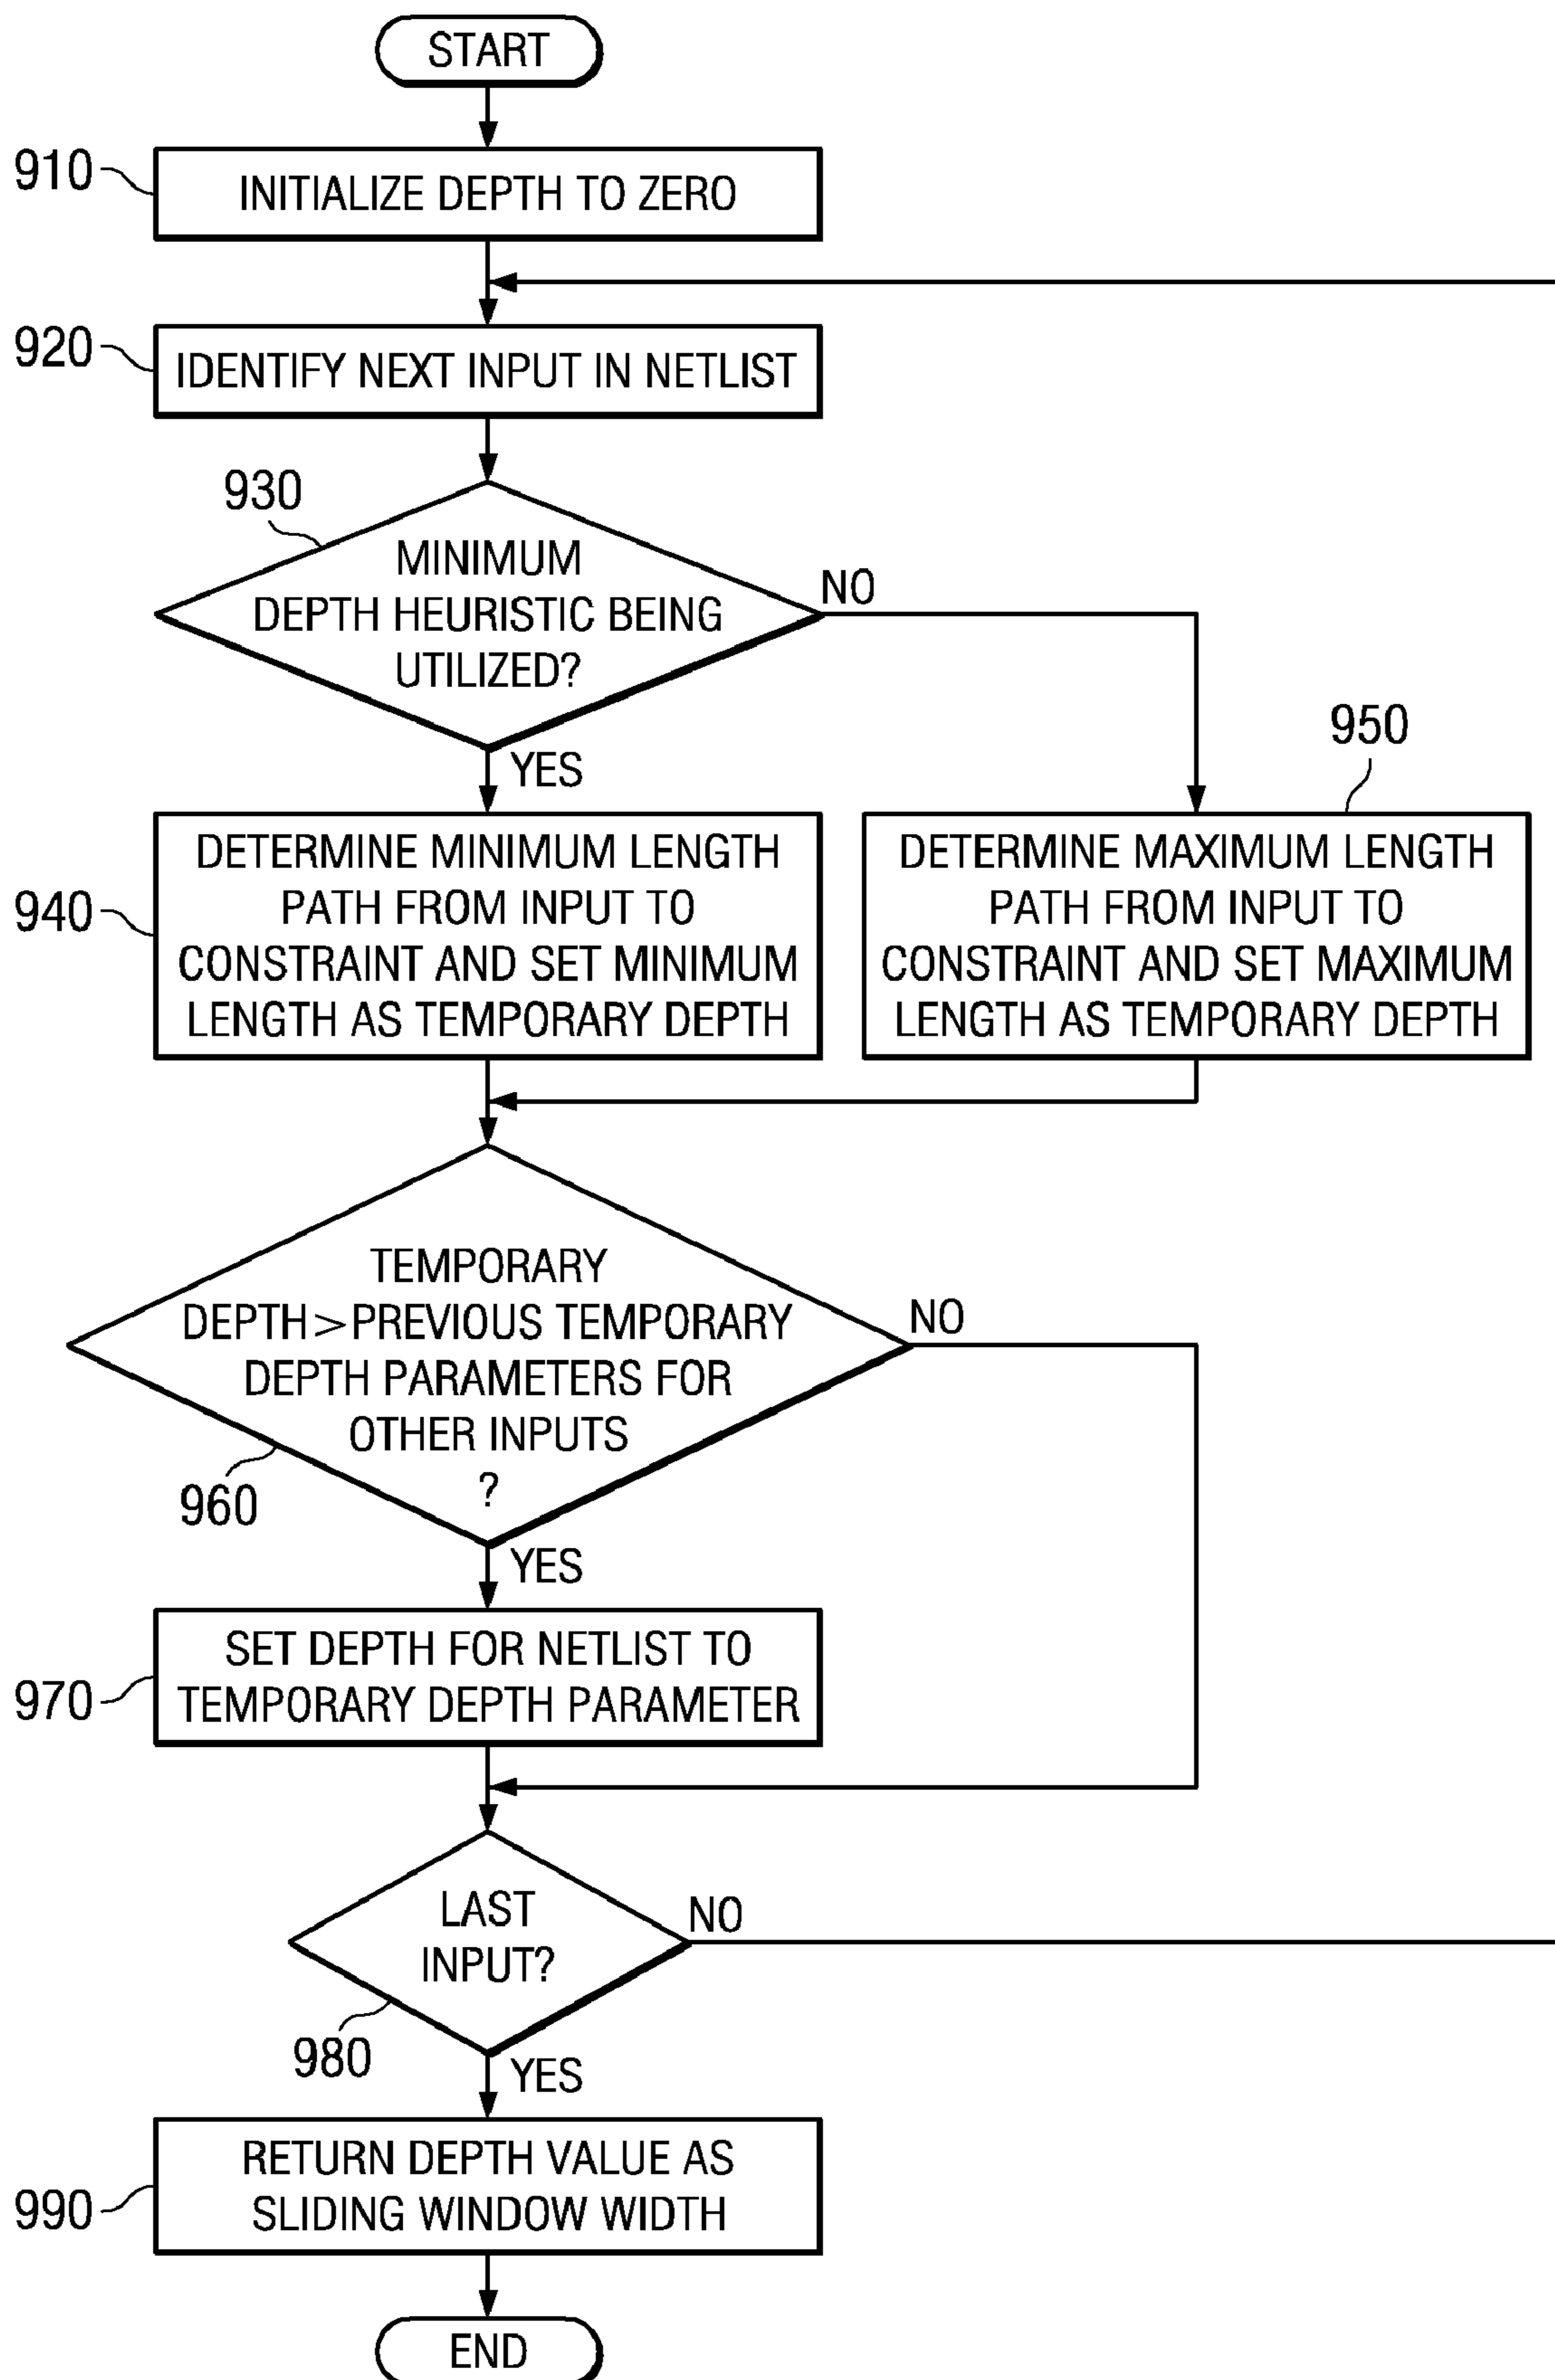 START
910
INITIALIZE DEPTH TO ZERO
920
IDENTIFY NEXT INPUT IN NETLIST
930
MINIMUM
DEPTH HEURISTIC BEING
UTILIZED?
NO
YES
940
DETERMINE MINIMUM LENGTH
PATH FROM INPUT TO
CONSTRAINT AND SET MINIMUM
LENGTH AS TEMPORARY DEPTH
950
DETERMINE MAXIMUM LENGTH
PATH FROM INPUT TO
CONSTRAINT AND SET MAXIMUM
LENGTH AS TEMPORARY DEPTH
TEMPORARY
DEPTH>PREVIOUS TEMPORARY
DEPTH PARAMETERS FOR
OTHER INPUTS
?
NO
960
YES
970
SET DEPTH FOR NETLIST TO
TEMPORARY DEPTH PARAMETER
LAST
INPUT?
NO
980
YES
990
RETURN DEPTH VALUE AS
SLIDING WINDOW WIDTH
END